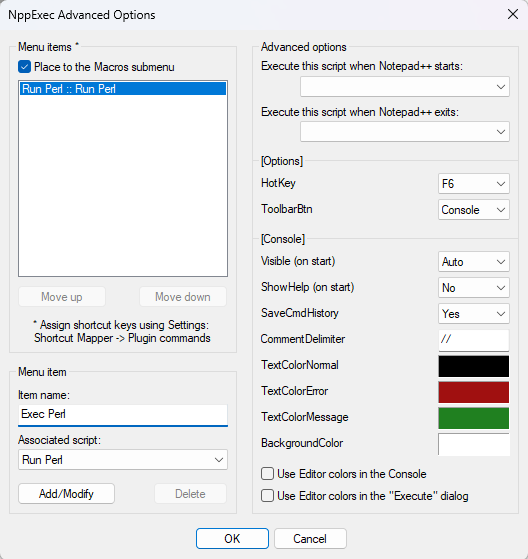 NppExec Advanced Options
Menu items *
Place to the Macros submenu
Run Perl :: Run Perl
Move up
Move down
* Assign shortcut keys using Settings:
Shortcut Mapper -> Plugin commands
Menu item
Item name:
Exec Perl
Associated script:
Run Perl
Add/Modify
Delete
Advanced options
Execute this script when Notepad++ starts:
Execute this script when Notepad++ exits:
[Options]
HotKey
F6
ToolbarBtn
Console
[Console]
Visible (on start)
Auto
ShowHelp (on start)
No
SaveCmdHistory
Yes
CommentDelimiter
//
TextColorNormal
TextColorError
TextColorMessage
BackgroundColor
Use Editor colors in the Console
Use Editor colors in the "Execute" dialog
OK
Cancel